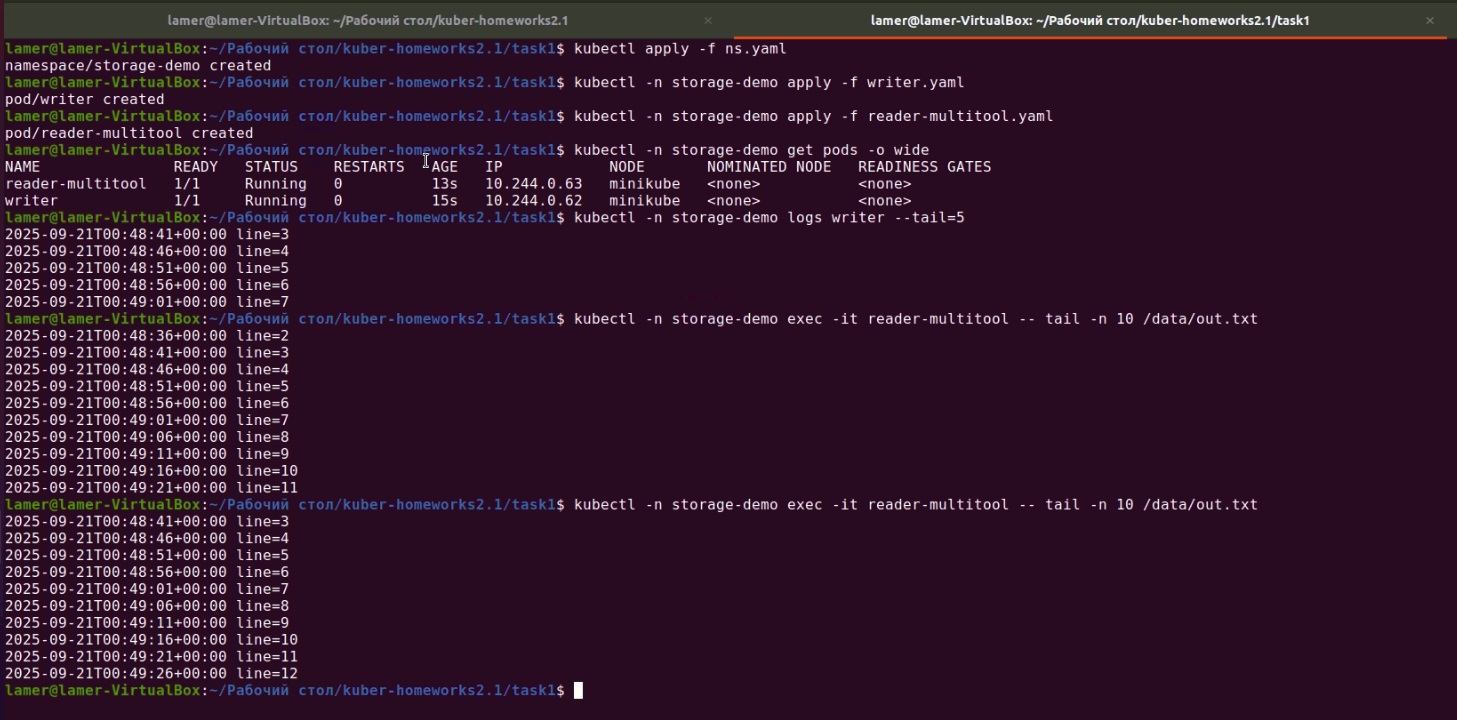 lamer@lamer-VirtualBox: ~/Рабочий стол/kuber-homeworks2.1 × lamer@lamer-VirtualBox: ~/Рабочий стол/kuber-homeworks2.1/task1 ×
lamer@lamer-VirtualBox:~/Рабочий стол/kuber-homeworks2.1/task1$ kubectl apply -f ns.yaml
namespace/storage-demo created
lamer@lamer-VirtualBox:~/Рабочий стол/kuber-homeworks2.1/task1$ kubectl -n storage-demo apply -f writer.yaml
pod/writer created
lamer@lamer-VirtualBox:~/Рабочий стол/kuber-homeworks2.1/task1$ kubectl -n storage-demo apply -f reader-multitool.yaml
pod/reader-multitool created
lamer@lamer-VirtualBox:~/Рабочий стол/kuber-homeworks2.1/task1$ kubectl -n storage-demo get pods -o wide
NAME               READY   STATUS    RESTARTS   AGE   IP            NODE       NOMINATED NODE   READINESS GATES
reader-multitool   1/1     Running   0          13s   10.244.0.63   minikube   <none>           <none>
writer             1/1     Running   0          15s   10.244.0.62   minikube   <none>           <none>
lamer@lamer-VirtualBox:~/Рабочий стол/kuber-homeworks2.1/task1$ kubectl -n storage-demo logs writer --tail=5
2025-09-21T00:48:41+00:00 line=3
2025-09-21T00:48:46+00:00 line=4
2025-09-21T00:48:51+00:00 line=5
2025-09-21T00:48:56+00:00 line=6
2025-09-21T00:49:01+00:00 line=7
lamer@lamer-VirtualBox:~/Рабочий стол/kuber-homeworks2.1/task1$ kubectl -n storage-demo exec -it reader-multitool -- tail -n 10 /data/out.txt
2025-09-21T00:48:36+00:00 line=2
2025-09-21T00:48:41+00:00 line=3
2025-09-21T00:48:46+00:00 line=4
2025-09-21T00:48:51+00:00 line=5
2025-09-21T00:48:56+00:00 line=6
2025-09-21T00:49:01+00:00 line=7
2025-09-21T00:49:06+00:00 line=8
2025-09-21T00:49:11+00:00 line=9
2025-09-21T00:49:16+00:00 line=10
2025-09-21T00:49:21+00:00 line=11
lamer@lamer-VirtualBox:~/Рабочий стол/kuber-homeworks2.1/task1$ kubectl -n storage-demo exec -it reader-multitool -- tail -n 10 /data/out.txt
2025-09-21T00:48:41+00:00 line=3
2025-09-21T00:48:46+00:00 line=4
2025-09-21T00:48:51+00:00 line=5
2025-09-21T00:48:56+00:00 line=6
2025-09-21T00:49:01+00:00 line=7
2025-09-21T00:49:06+00:00 line=8
2025-09-21T00:49:11+00:00 line=9
2025-09-21T00:49:16+00:00 line=10
2025-09-21T00:49:21+00:00 line=11
2025-09-21T00:49:26+00:00 line=12
lamer@lamer-VirtualBox:~/Рабочий стол/kuber-homeworks2.1/task1$